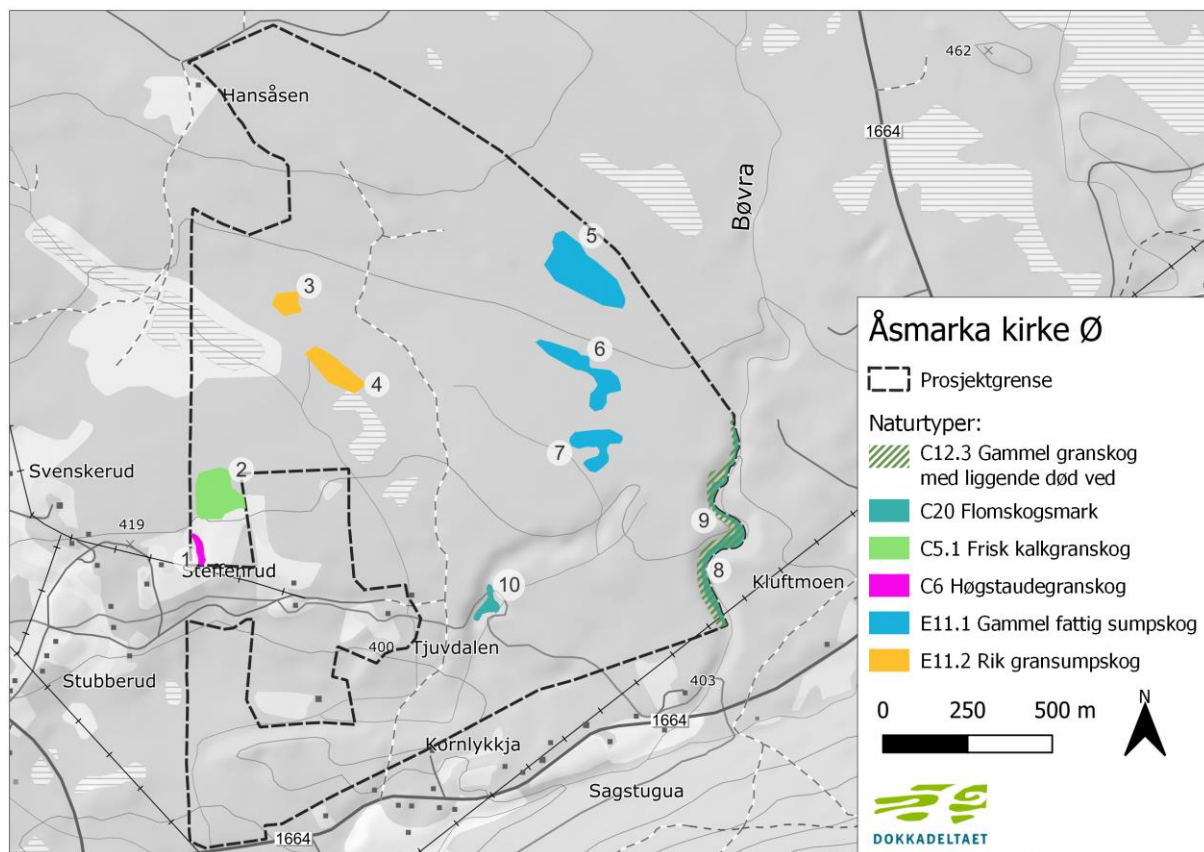 Hansåsen
462
1664
Bøvra
5
3
6
4
7
Svenskerud
2
419
1
Steffenrud
9
8
Kluftmoen
10
Tjuvdalen
400
Stubberud
403
1664
Kornlykkja
Sagstugua
1664
Åsmarka kirke Ø
Prosjektgrense
Naturtyper:
C12.3 Gammel granskog
med liggende død ved
C20 Flomskogsmark
C5.1 Frisk kalkgranskog
C6 Høgstaudegranskog
E11.1 Gammel fattig sumpskog
E11.2 Rik gransumpskog
0 250 500 m
N
DOKKADELTAET